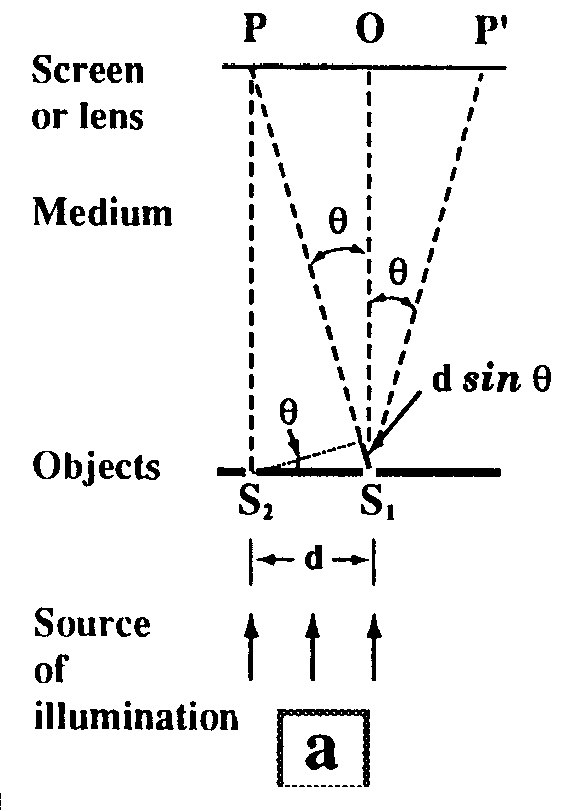 P O P'
Screen
or lens
Medium
θ
θ
d sin θ
θ
Objects
S₂ S₁
d
Source
of
illumination
a